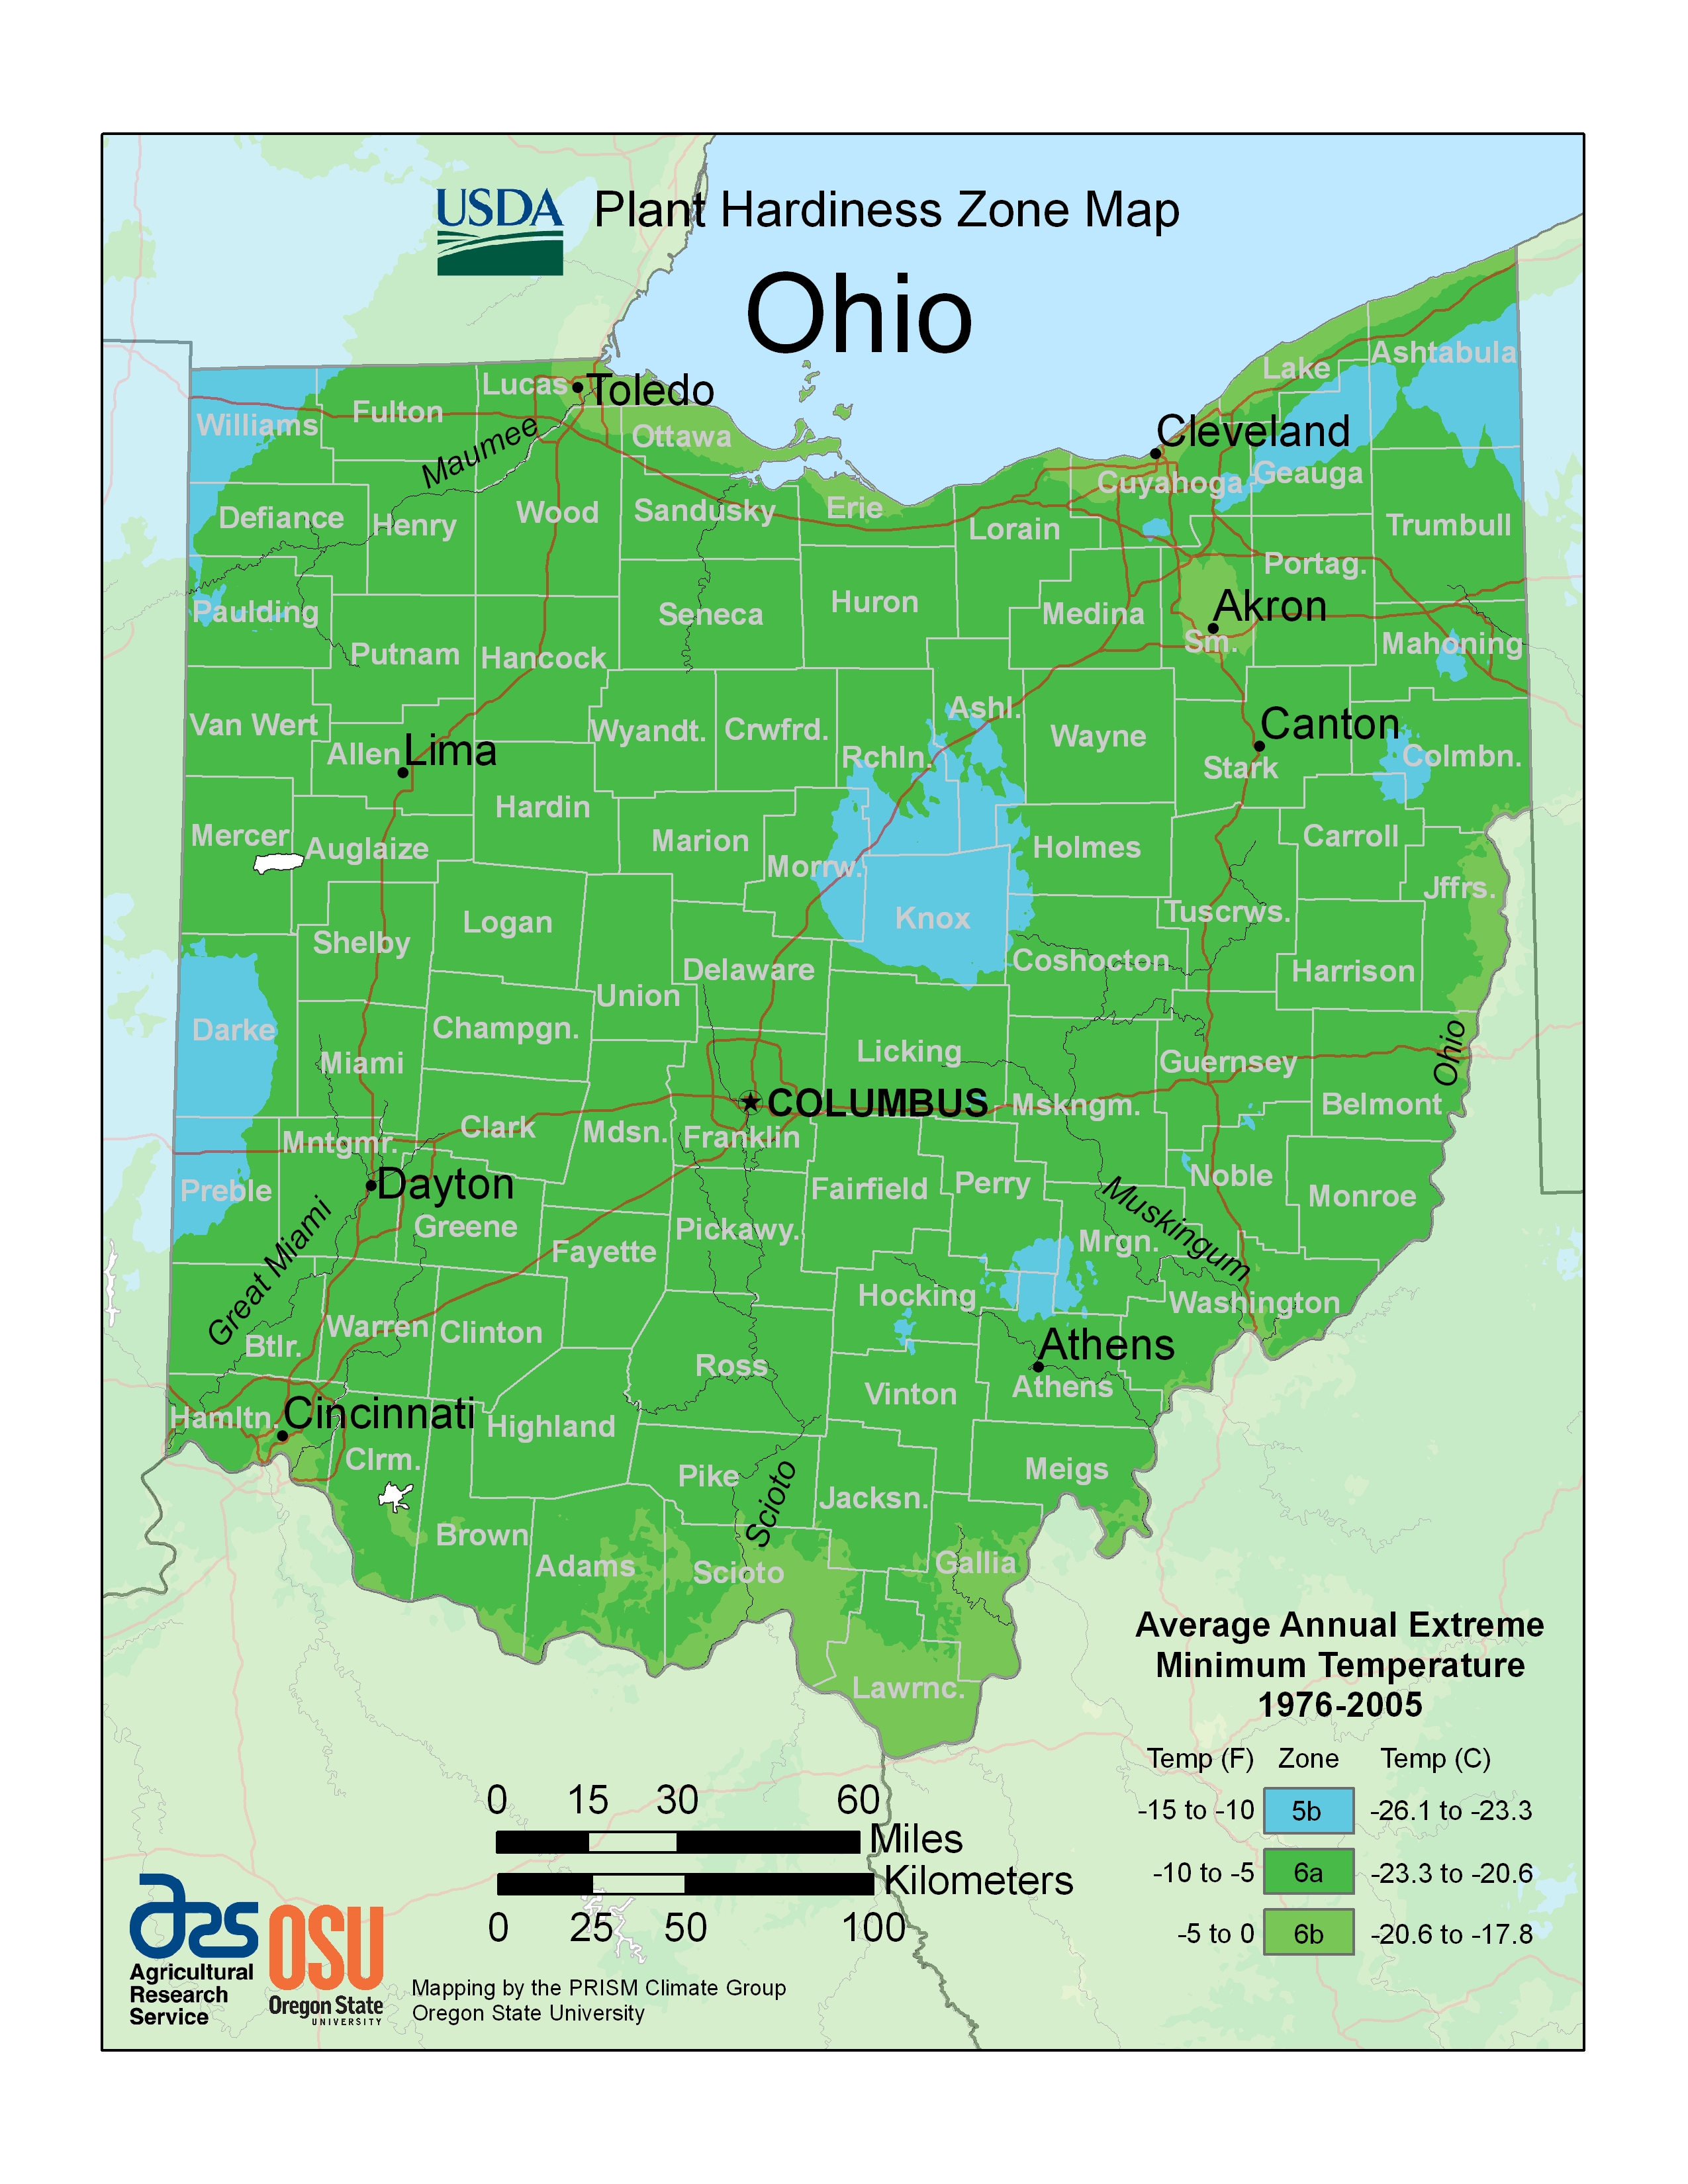 USDA Plant Hardiness Zone Map
Ohio
Ashtabula
Lake
Lucas
Toledo
Williams
Fulton
Maumee
Ottawa
Cleveland
Cuyahoga
Geauga
Defiance
Henry
Wood
Sandusky
Erie
Lorain
Trumbull
Portag.
Paulding
Seneca
Huron
Medina
Akron
Sm.
Mahoning
Putnam
Hancock
Van Wert
Wyandt.
Crwfrd.
Ashl.
Wayne
Canton
Allen
Lima
Rchln.
Stark
Colmbn.
Hardin
Mercer
Auglaize
Marion
Morrw.
Holmes
Carroll
Jffrs.
Logan
Knox
Tuscrws.
Shelby
Delaware
Coshocton
Harrison
Union
Darke
Champgn.
Miami
Licking
Guernsey
Ohio
COLUMBUS
Mskngm.
Belmont
Clark
Mdsn.
Franklin
Mntgmr.
Dayton
Preble
Fairfield
Perry
Noble
Monroe
Muskingum
Greene
Pickawy.
Fayette
Mrgn.
Great Miami
Hocking
Washington
Btlr.
Warren
Clinton
Athens
Ross
Vinton
Athens
Hamltn.
Cincinnati
Highland
Clrm.
Pike
Scioto
Jacksn.
Meigs
Brown
Adams
Scioto
Gallia
Lawrnc.
Average Annual Extreme
Minimum Temperature
1976-2005
Temp (F) Zone Temp (C)
-15 to -10 5b -26.1 to -23.3
-10 to -5 6a -23.3 to -20.6
-5 to 0 6b -20.6 to -17.8
0 15 30 60
Miles
Kilometers
0 25 50 100
ars
Agricultural
Research
Service
OSU
Oregon State
UNIVERSITY
Mapping by the PRISM Climate Group
Oregon State University